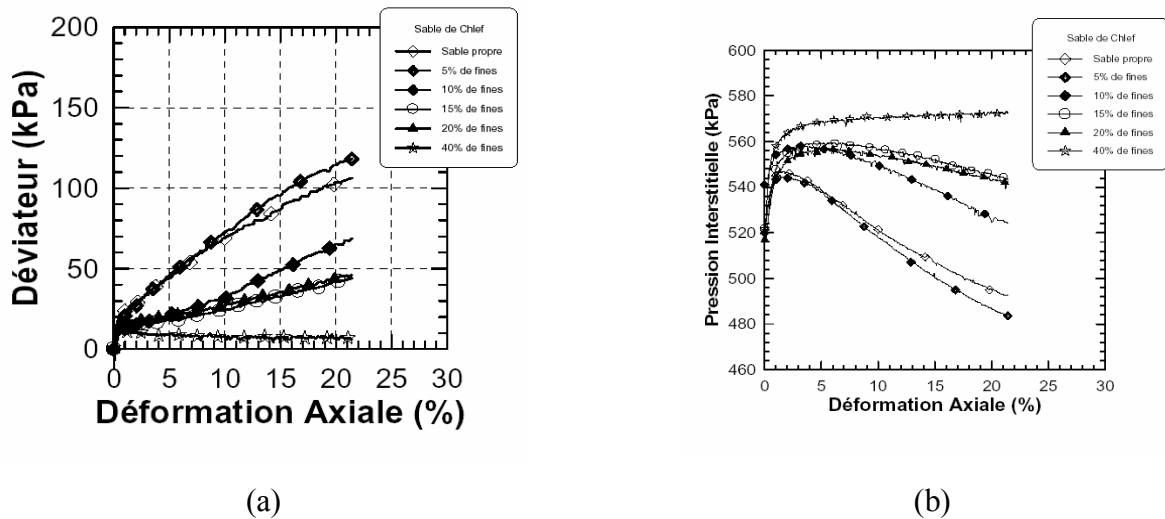 200
150
100
50
0
Déviateur (kPa)
0 5 10 15 20 25 30
Déformation Axiale (%)
Sable de Chlef
Sable propre
5% de fines
10% de fines
15% de fines
20% de fines
40% de fines
(a)
600
580
560
540
520
500
480
460
Pression Interstitielle (kPa)
0 5 10 15 20 25 30
Déformation Axiale (%)
Sable de Chlef
Sable propre
5% de fines
10% de fines
15% de fines
20% de fines
40% de fines
(b)